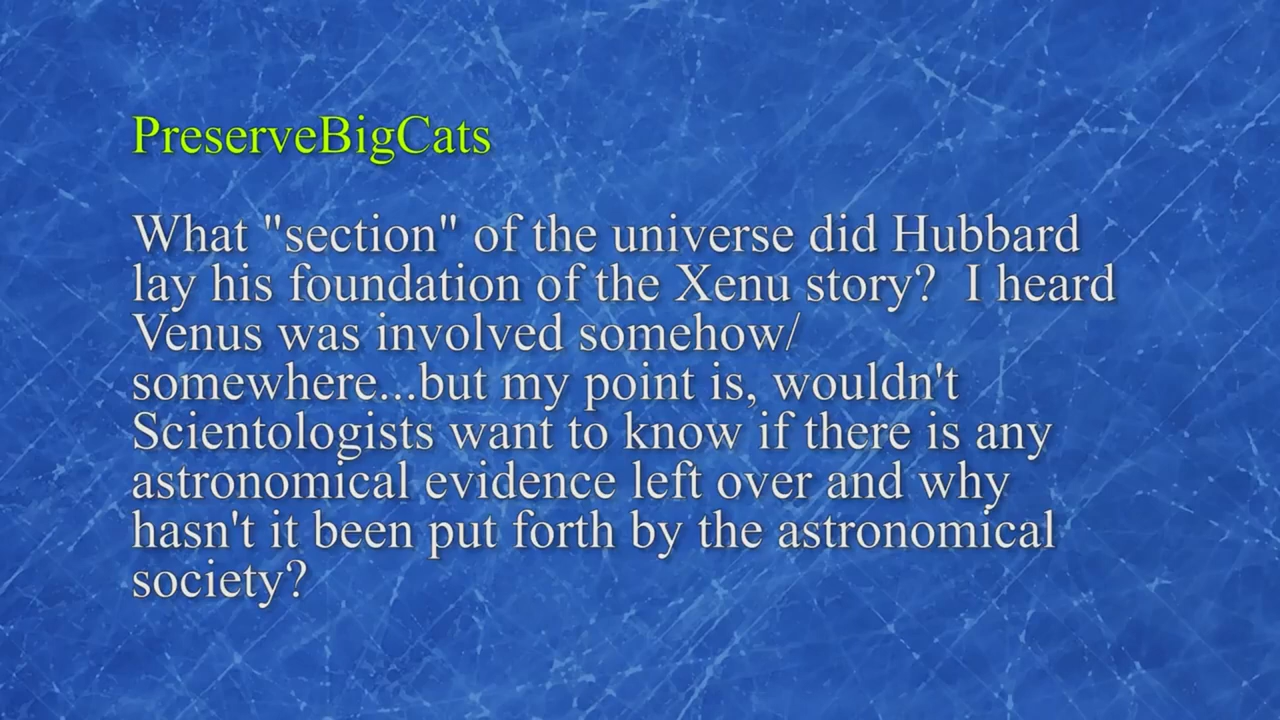 PreserveBigCats
What "section" of the universe did Hubbard
lay his foundation of the Xenu story?  I heard
Venus was involved somehow/
somewhere...but my point is, wouldn't
Scientologists want to know if there is any
astronomical evidence left over and why
hasn't it been put forth by the astronomical
society?